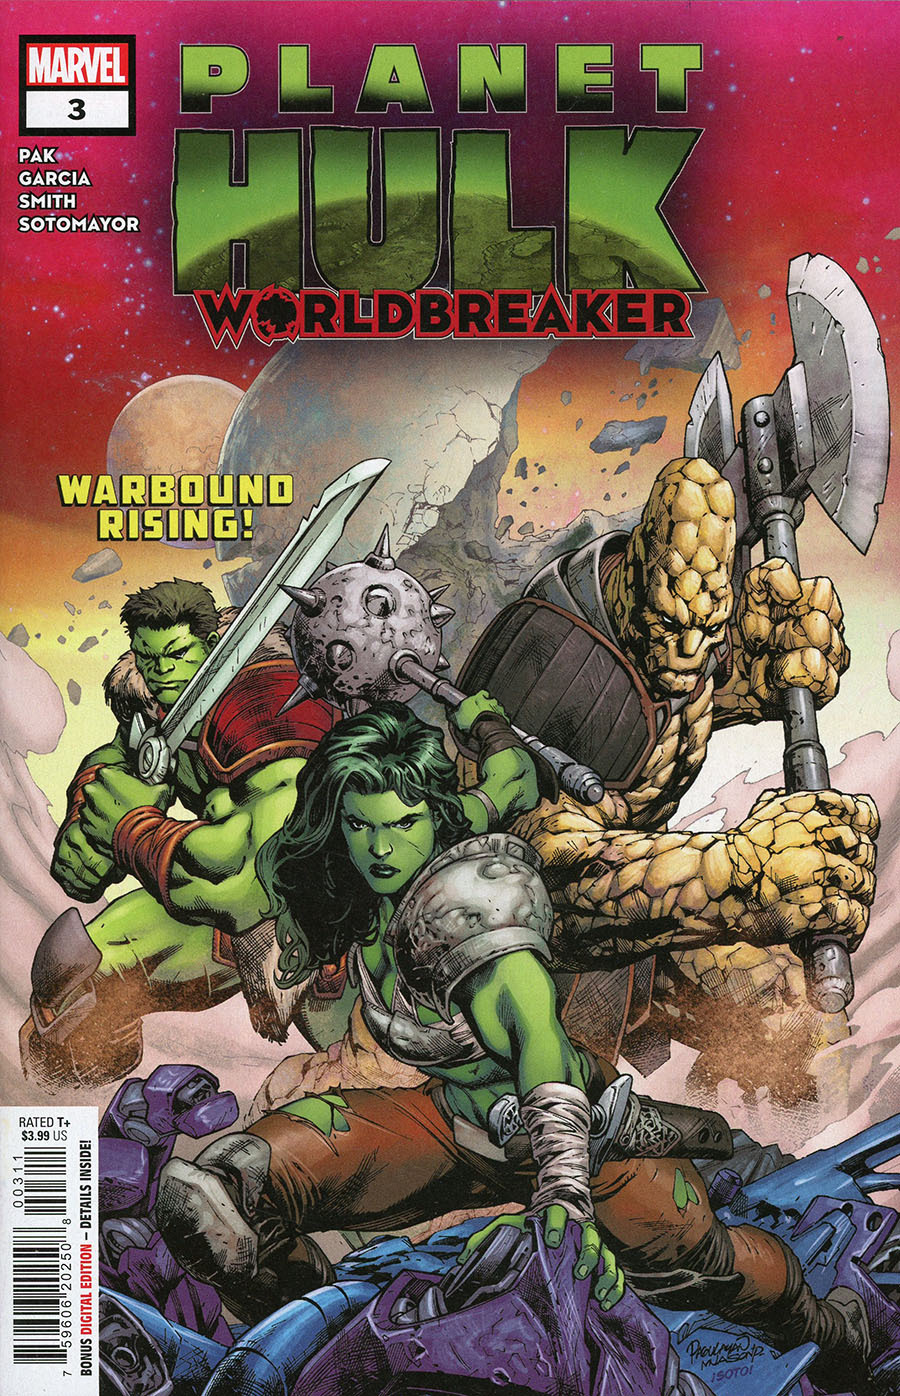 MARVEL
3
PAK
GARCIA
SMITH
SOTOMAYOR
PLANET
HULK
WORLDBREAKER
WARBOUND
RISING!
RATED T+
$3.99 US
00311
7 59606 20250 8
BONUS DIGITAL EDITION – DETAILS INSIDE!
¡SOTO!